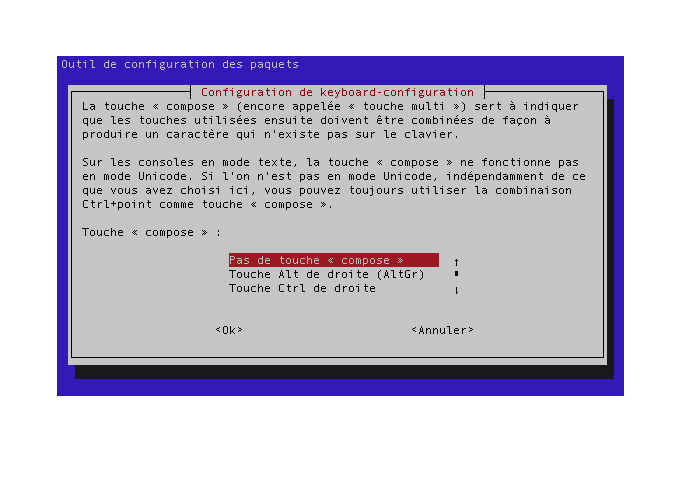 Outil de configuration des paquets
Configuration de keyboard-configuration
La touche « compose » (encore appelée « touche multi ») sert à indiquer
que les touches utilisées ensuite doivent être combinées de façon à
produire un caractère qui n'existe pas sur le clavier.
Sur les consoles en mode texte, la touche « compose » ne fonctionne pas
en mode Unicode. Si l'on n'est pas en mode Unicode, indépendamment de ce
que vous avez choisi ici, vous pouvez toujours utiliser la combinaison
Ctrl+point comme touche « compose ».
Touche « compose » :
Pas de touche « compose »
Touche Alt de droite (AltGr)
Touche Ctrl de droite
<Ok> <Annuler>